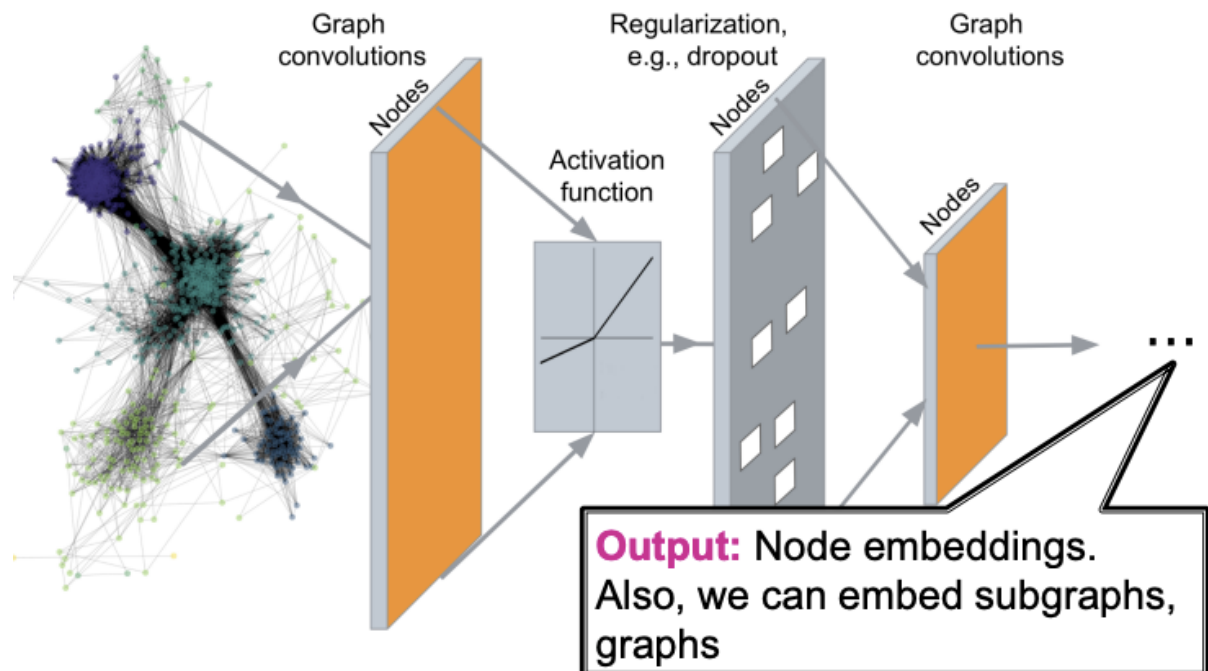 Graph
convolutions
Regularization,
e.g., dropout
Graph
convolutions
Nodes
Nodes
Activation
function
Nodes
...
Output: Node embeddings.
Also, we can embed subgraphs,
graphs